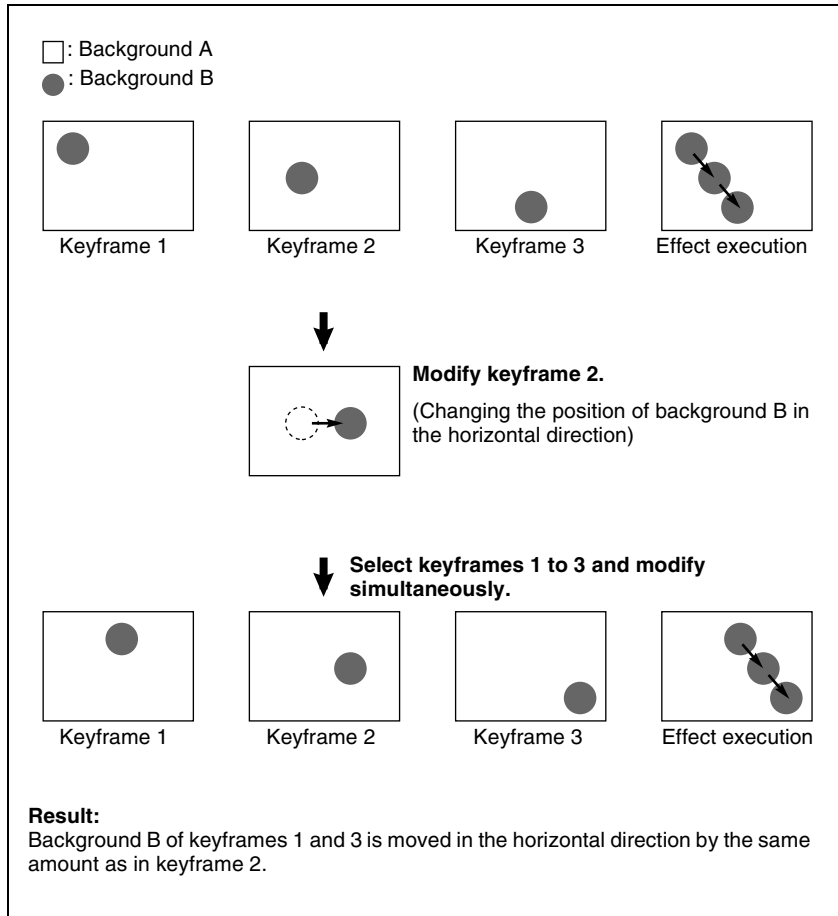 : Background A
: Background B
Keyframe 1
Keyframe 2
Keyframe 3
Effect execution
Modify keyframe 2.
(Changing the position of background B in
the horizontal direction)
Select keyframes 1 to 3 and modify
simultaneously.
Keyframe 1
Keyframe 2
Keyframe 3
Effect execution
Result:
Background B of keyframes 1 and 3 is moved in the horizontal direction by the same
amount as in keyframe 2.